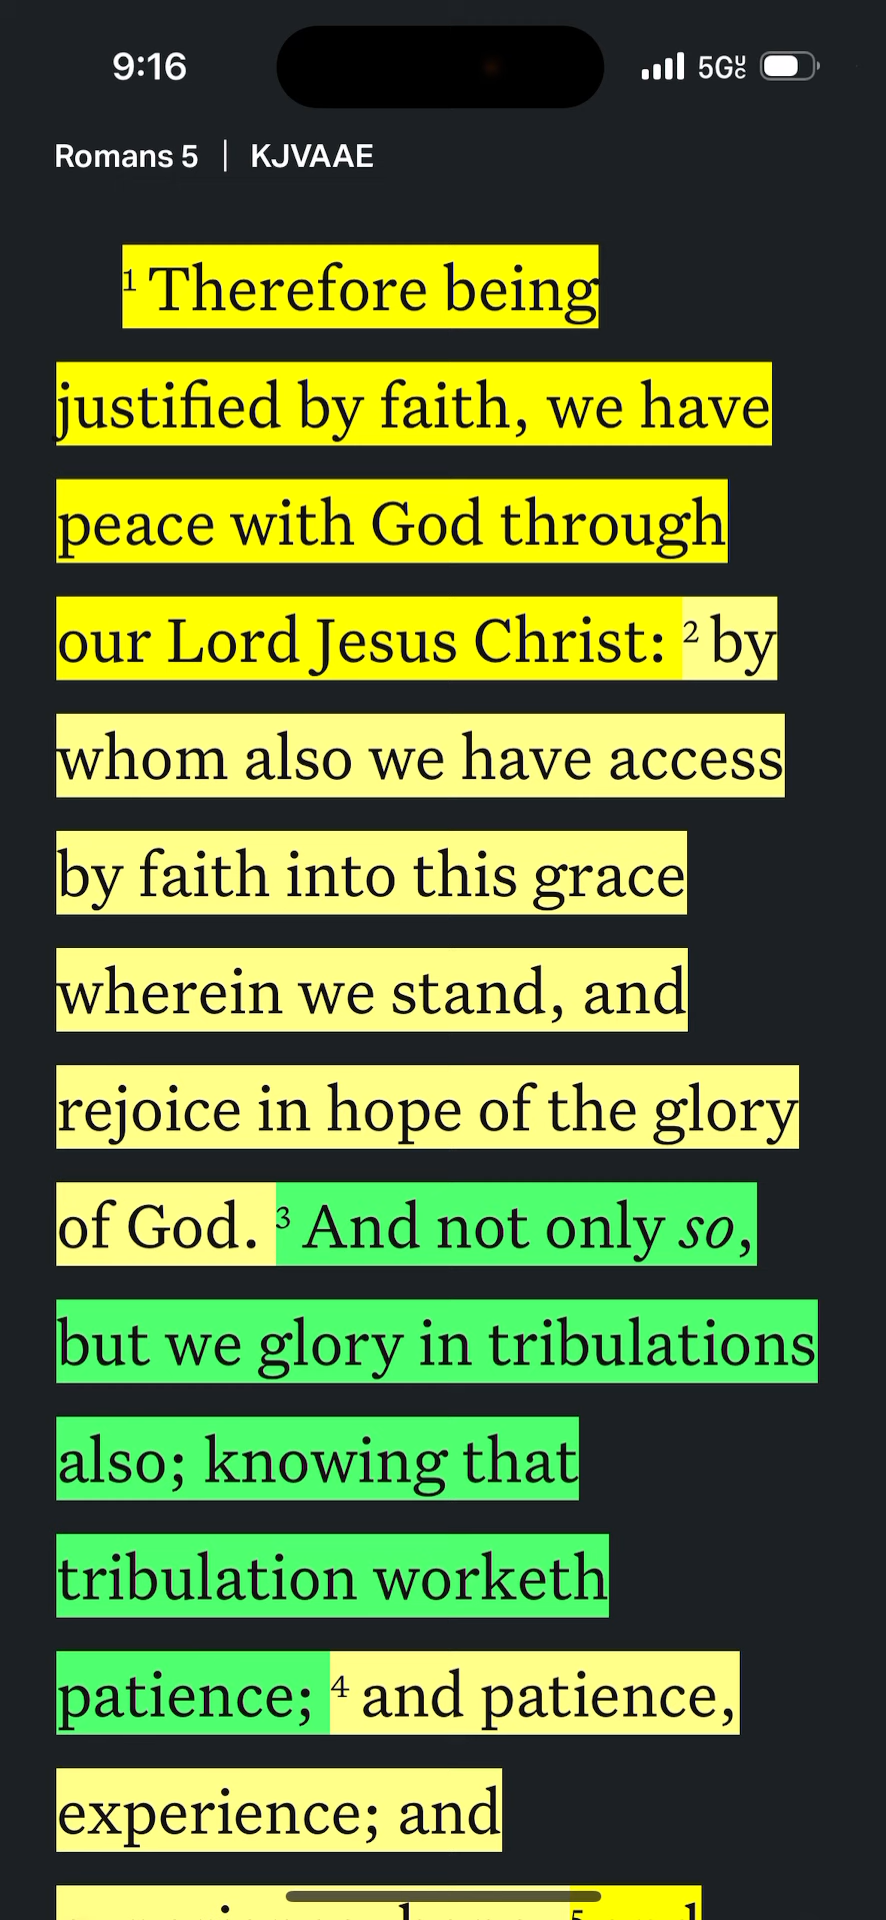 9:16 5G UC
Romans 5 | KJVAAE
1 Therefore being
justified by faith, we have
peace with God through
our Lord Jesus Christ: 2 by
whom also we have access
by faith into this grace
wherein we stand, and
rejoice in hope of the glory
of God. 3 And not only so,
but we glory in tribulations
also; knowing that
tribulation worketh
patience; 4 and patience,
experience; and